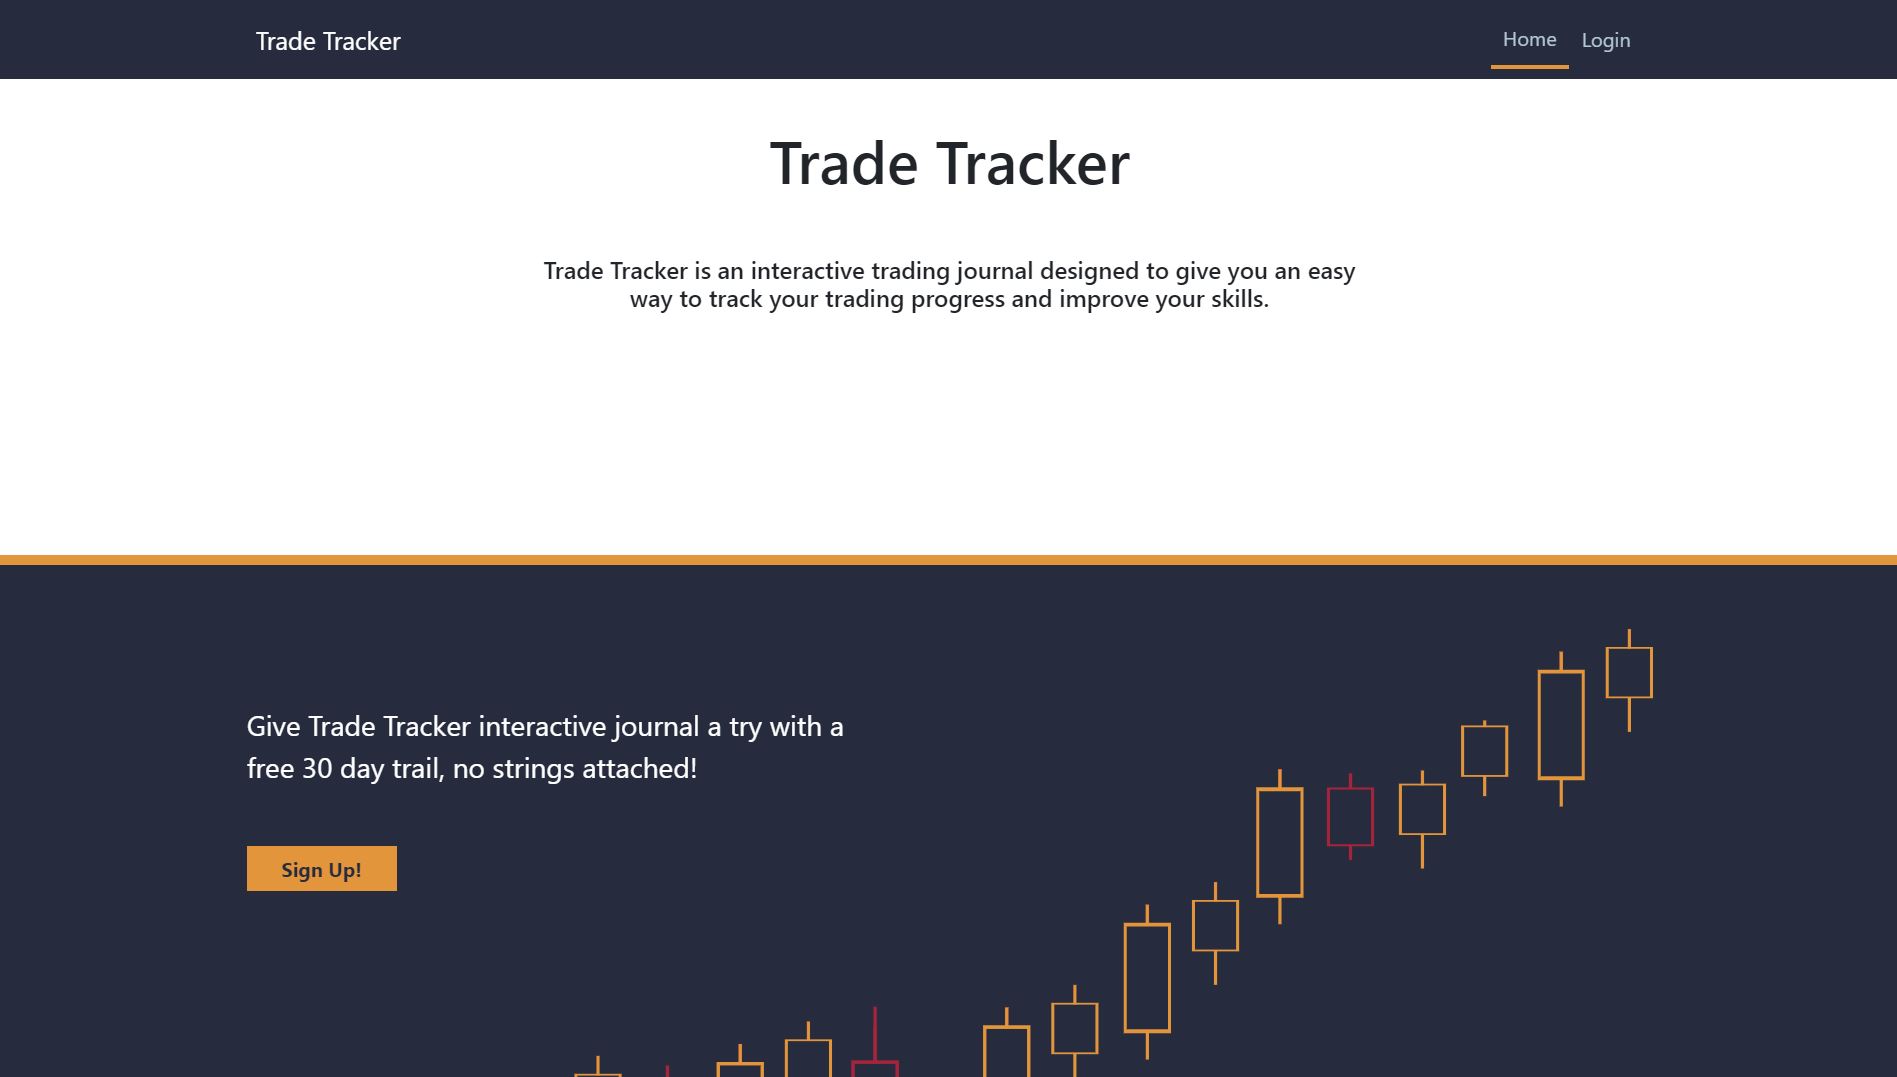 Trade Tracker
Home
Login
Trade Tracker
Trade Tracker is an interactive trading journal designed to give you an easy
way to track your trading progress and improve your skills.
Give Trade Tracker interactive journal a try with a
free 30 day trail, no strings attached!
Sign Up!